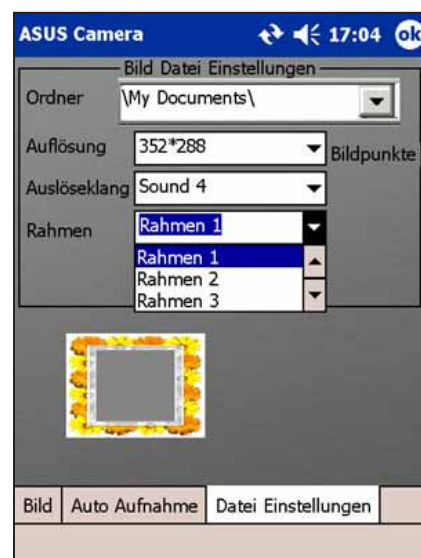 ASUS Camera 17:04 ok
Bild Datei Einstellungen
Ordner \My Documents\
Auflösung 352*288 Bildpunkte
Auslöseklang Sound 4
Rahmen Rahmen 1
Rahmen 1
Rahmen 2
Rahmen 3
Bild Auto Aufnahme Datei Einstellungen